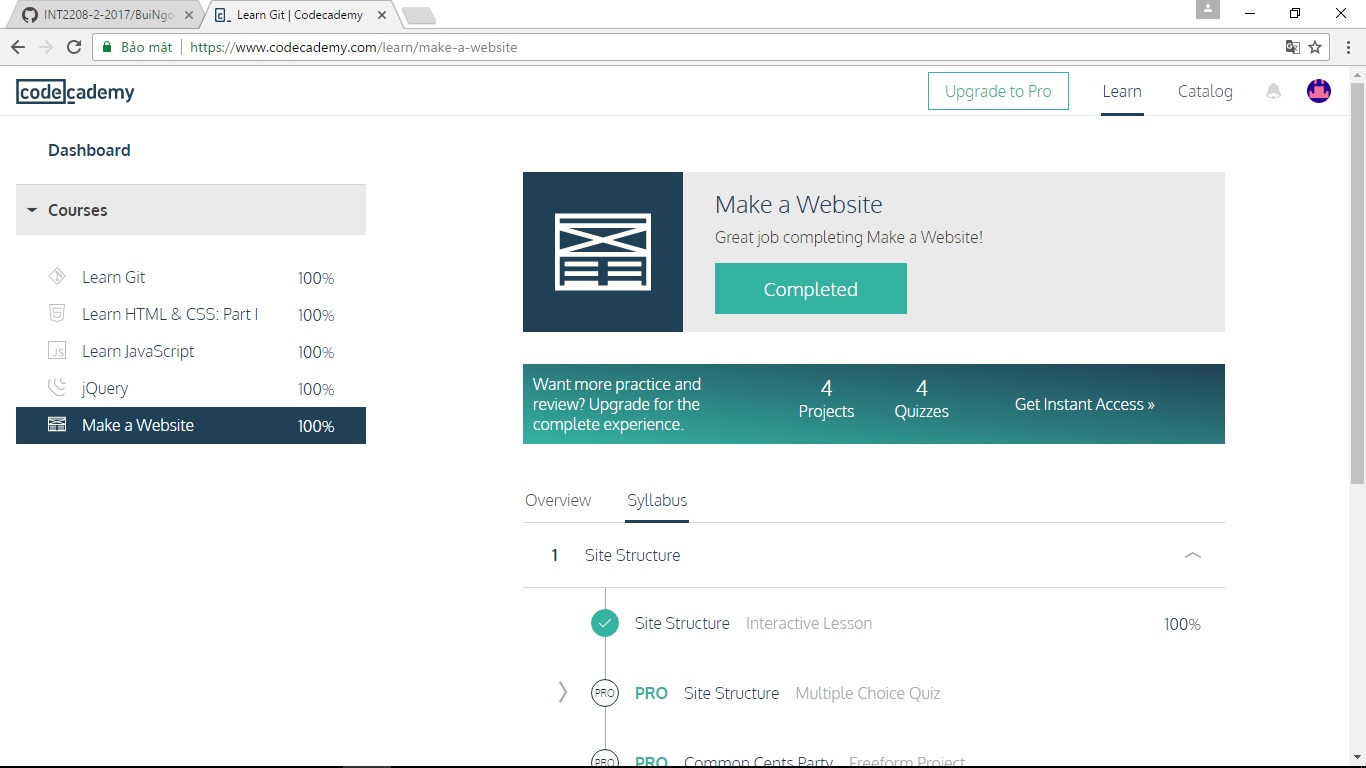 INT2208-2-2017/BuiNgo
Learn Git | Codecademy
Bảo mật
https://www.codecademy.com/learn/make-a-website
codecademy
Upgrade to Pro
Learn
Catalog
Dashboard
Courses
Learn Git 100%
Learn HTML & CSS: Part I 100%
JS Learn JavaScript 100%
jQuery 100%
Make a Website 100%
Make a Website
Great job completing Make a Website!
Completed
Want more practice and
review? Upgrade for the
complete experience.
4
Projects
4
Quizzes
Get Instant Access »
Overview
Syllabus
1 Site Structure
Site Structure Interactive Lesson 100%
PRO PRO Site Structure Multiple Choice Quiz
PRO PRO Common Cents Party Freeform Project